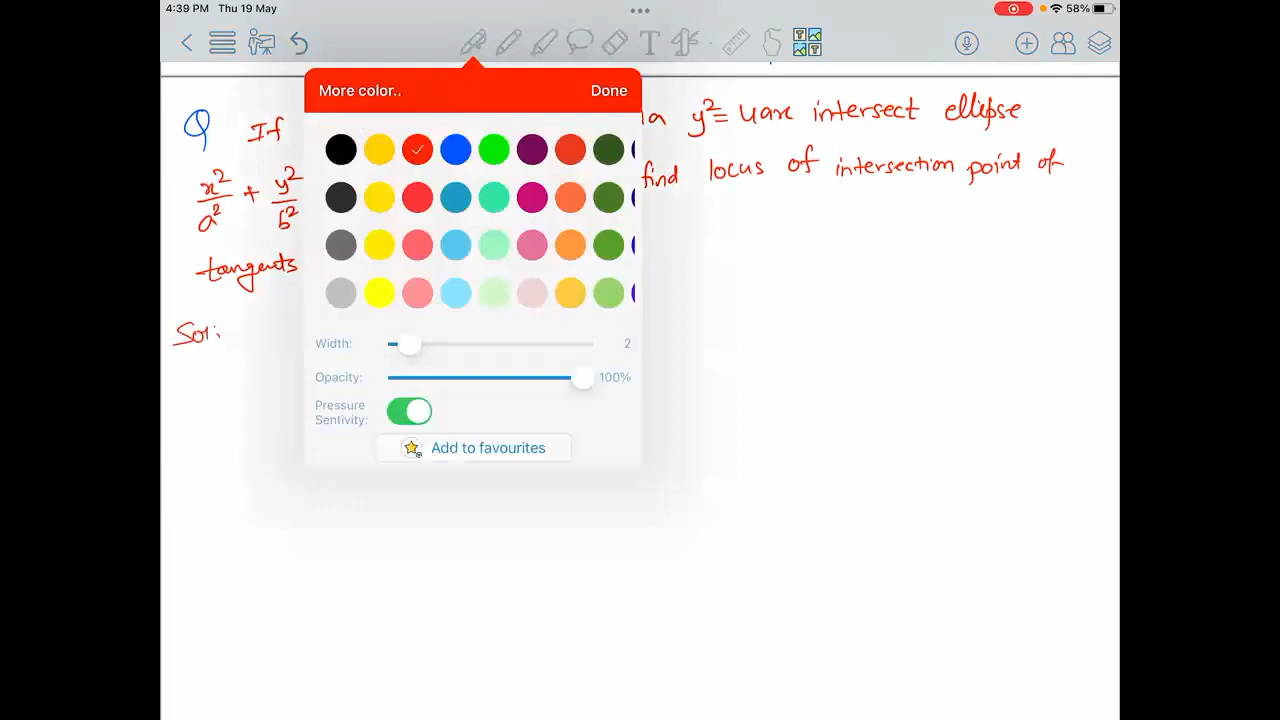 4:39 PM Thu 19 May
58%
T
T
T
More color..
Done
Q If y²= 4ax intersect ellipse
x²/a² + y²/b² find locus of intersection point of
tangents
Sol:
Width: 2
Opacity: 100%
Pressure
Sentivity:
Add to favourites